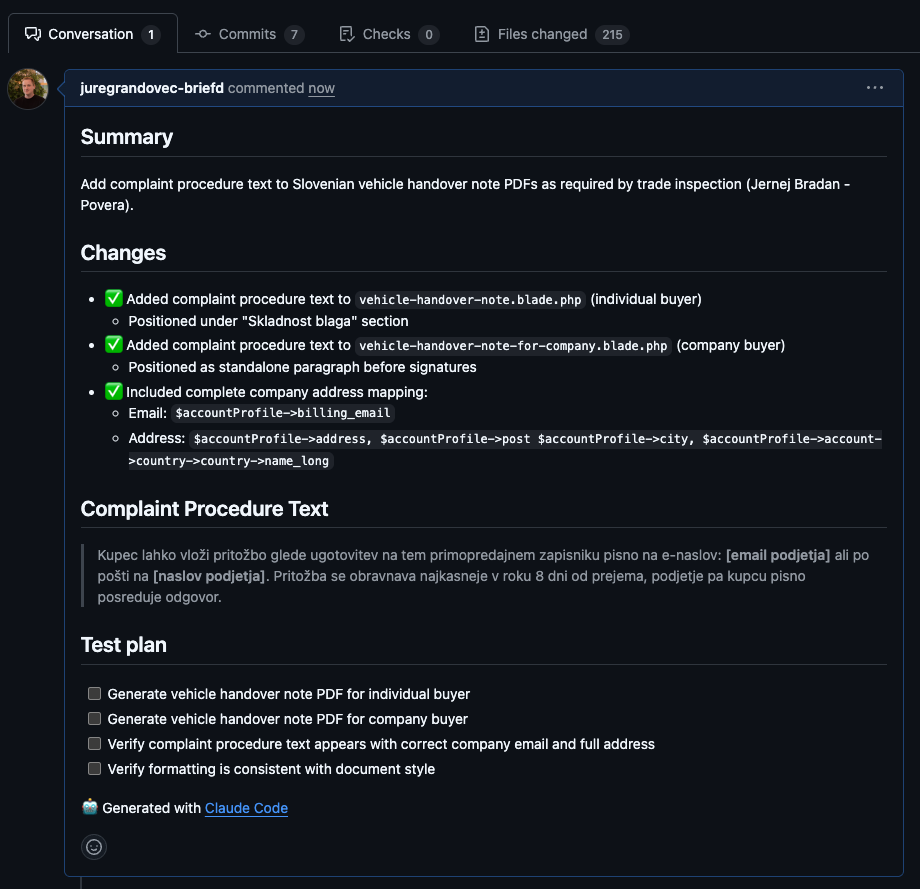 Conversation 1 Commits 7 Checks 0 Files changed 215
juregrandovec-briefd commented now
Summary
Add complaint procedure text to Slovenian vehicle handover note PDFs as required by trade inspection (Jernej Bradan -
Povera).
Changes
✅ Added complaint procedure text to vehicle-handover-note.blade.php (individual buyer)
Positioned under "Skladnost blaga" section
✅ Added complaint procedure text to vehicle-handover-note-for-company.blade.php (company buyer)
Positioned as standalone paragraph before signatures
✅ Included complete company address mapping:
Email: $accountProfile->billing_email
Address: $accountProfile->address, $accountProfile->post $accountProfile->city, $accountProfile->account-
>country->country->name_long
Complaint Procedure Text
Kupec lahko vloži pritožbo glede ugotovitev na tem primopredajnem zapisniku pisno na e-naslov: [email podjetja] ali po
pošti na [naslov podjetja]. Pritožba se obravnava najkasneje v roku 8 dni od prejema, podjetje pa kupcu pisno
posreduje odgovor.
Test plan
Generate vehicle handover note PDF for individual buyer
Generate vehicle handover note PDF for company buyer
Verify complaint procedure text appears with correct company email and full address
Verify formatting is consistent with document style
🤖 Generated with Claude Code